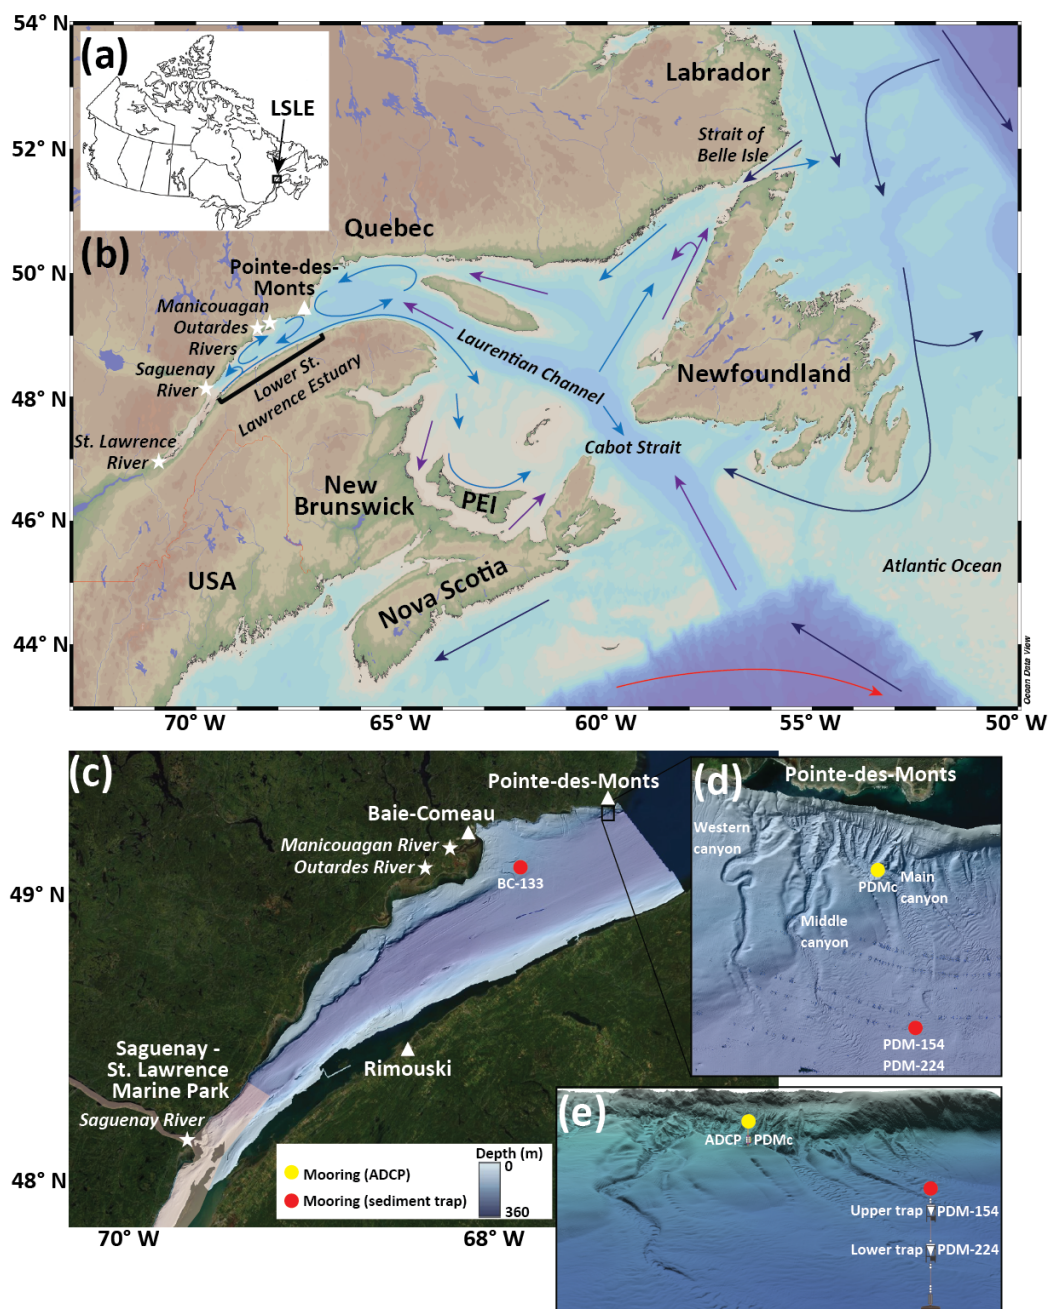 54° N
52° N
50° N
48° N
46° N
44° N
(a)
LSLE
(b)
Labrador
Strait of
Belle Isle
Quebec
Pointe-des-
Monts
Manicouagan
Outardes
Rivers
Saguenay
River
Lower St.
Lawrence Estuary
Laurentian Channel
Newfoundland
St. Lawrence
River
Cabot Strait
New
Brunswick
PEI
USA
Nova Scotia
Atlantic Ocean
Ocean Data View
70° W
65° W
60° W
55° W
50° W
(c)
Pointe-des-Monts
Baie-Comeau
Manicouagan River
Outardes River
BC-133
49° N
Saguenay -
St. Lawrence
Marine Park
Saguenay River
Rimouski
48° N
Mooring (ADCP)
Mooring (sediment trap)
Depth (m)
0
360
70° W
68° W
(d)
Pointe-des-Monts
Western
canyon
PDMc
Main
canyon
Middle
canyon
PDM-154
PDM-224
(e)
ADCP
PDMc
Upper trap
PDM-154
Lower trap
PDM-224